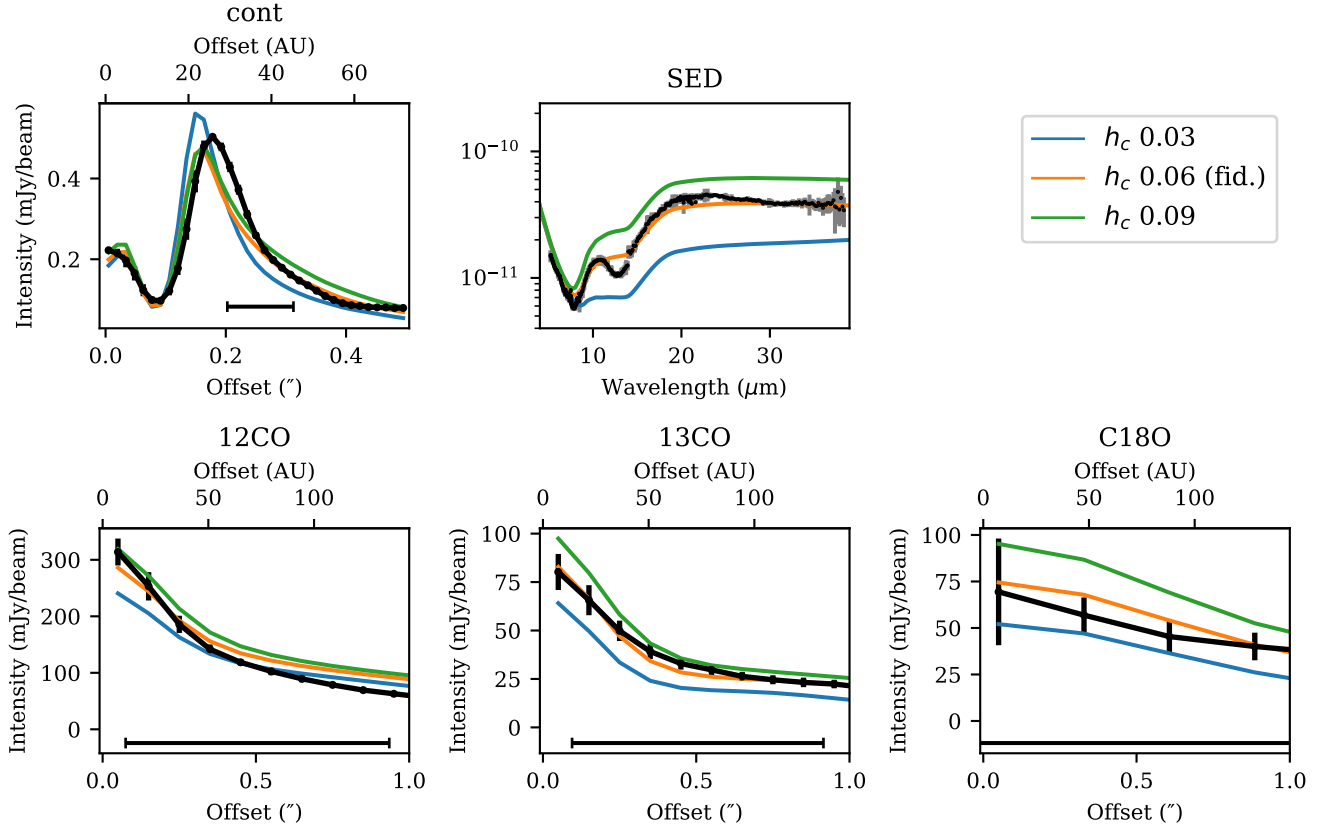 cont
Offset (AU)
0 20 40 60
Intensity (mJy/beam)
0.4
0.2
0.0 0.2 0.4
Offset (″)
SED
10⁻¹⁰
10⁻¹¹
10 20 30
Wavelength (μm)
h_c 0.03
h_c 0.06 (fid.)
h_c 0.09
12CO
Offset (AU)
0 50 100
Intensity (mJy/beam)
300
200
100
0
0.0 0.5 1.0
Offset (″)
13CO
Offset (AU)
0 50 100
Intensity (mJy/beam)
100
75
50
25
0
0.0 0.5 1.0
Offset (″)
C18O
Offset (AU)
0 50 100
Intensity (mJy/beam)
100
75
50
25
0
0.0 0.5 1.0
Offset (″)